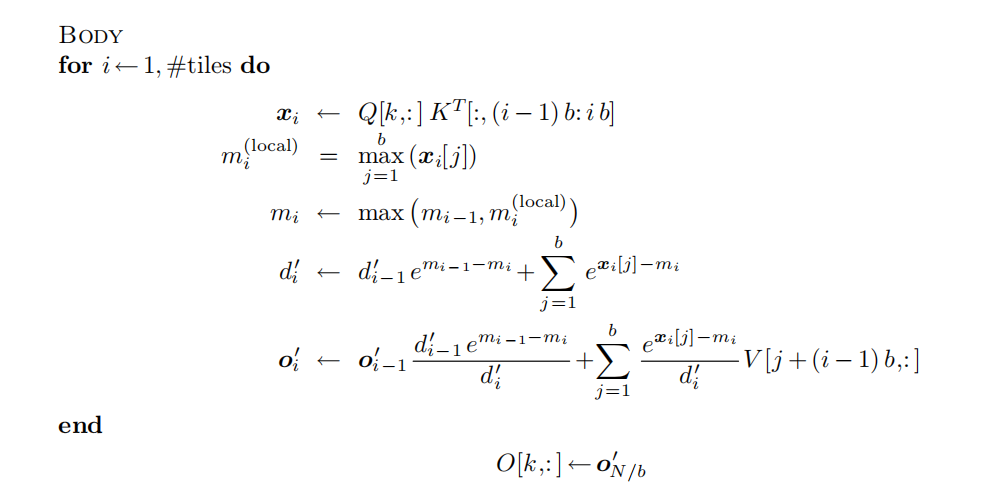 BODY
for i ← 1, #tiles do
x_i ← Q[k,:] K^T[:, (i − 1) b: i b]
m_i^(local) = max_{j=1}^{b} (x_i[j])
m_i ← max (m_{i−1}, m_i^(local))
d′_i ← d′_{i−1} e^{m_{i−1}−m_i} + ∑_{j=1}^{b} e^{x_i[j]−m_i}
o′_i ← o′_{i−1} \frac{d′_{i−1} e^{m_{i−1}−m_i}}{d′_i} + ∑_{j=1}^{b} \frac{e^{x_i[j]−m_i}}{d′_i} V[j + (i − 1) b,:]
end
O[k,:] ← o′_{N/b}